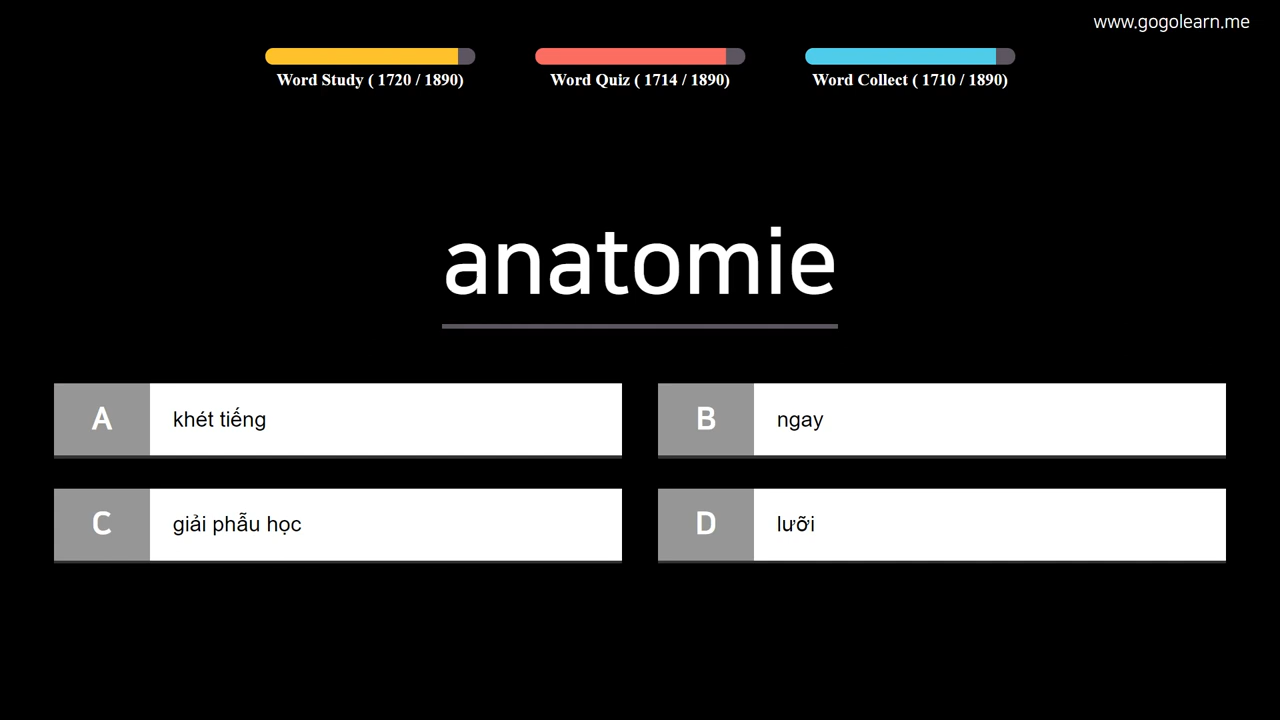 www.gogolearn.me
Word Study ( 1720 / 1890)
Word Quiz ( 1714 / 1890)
Word Collect ( 1710 / 1890)
anatomie
A khét tiếng
B ngay
C giải phẫu học
D lưỡi